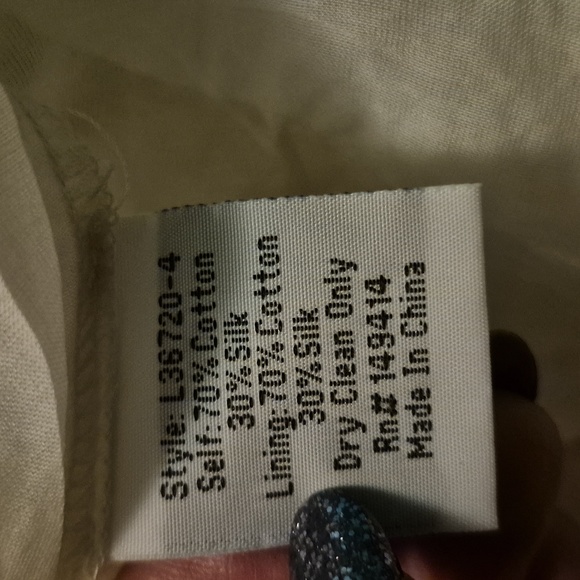 Style: L36720-4
Self: 70% Cotton
30% Silk
Lining: 70% Cotton
30% Silk
Dry Clean Only
Rn# 149414
Made In China